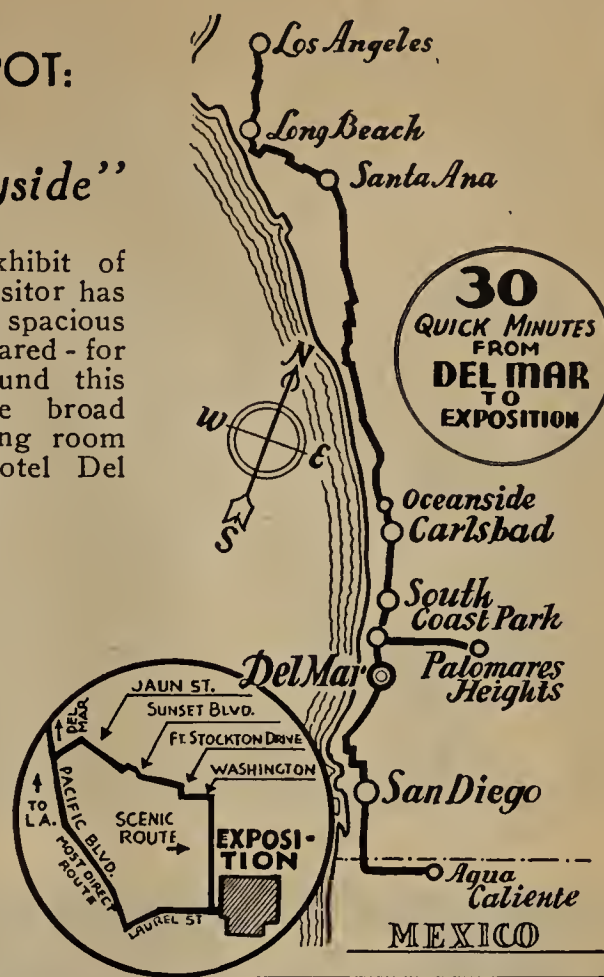 POT:
yside”
xhibit of
sitor has
spacious
ared - for
und this
e broad
ng room
otel Del
Los Angeles
Long Beach
Santa Ana
30
QUICK MINUTES
FROM
DEL MAR
TO
EXPOSITION
N
W
E
S
Oceanside
Carlsbad
South
Coast Park
Del Mar
Palomares
Heights
San Diego
Agua
Caliente
MEXICO
JAUN ST.
SUNSET BLVD.
FT. STOCKTON DRIVE
WASHINGTON
DEL
MAR
TO
L.A.
PACIFIC BLVD.
MOST DIRECT
ROUTE
SCENIC
ROUTE
EXPOSI-
TION
LAUREL ST